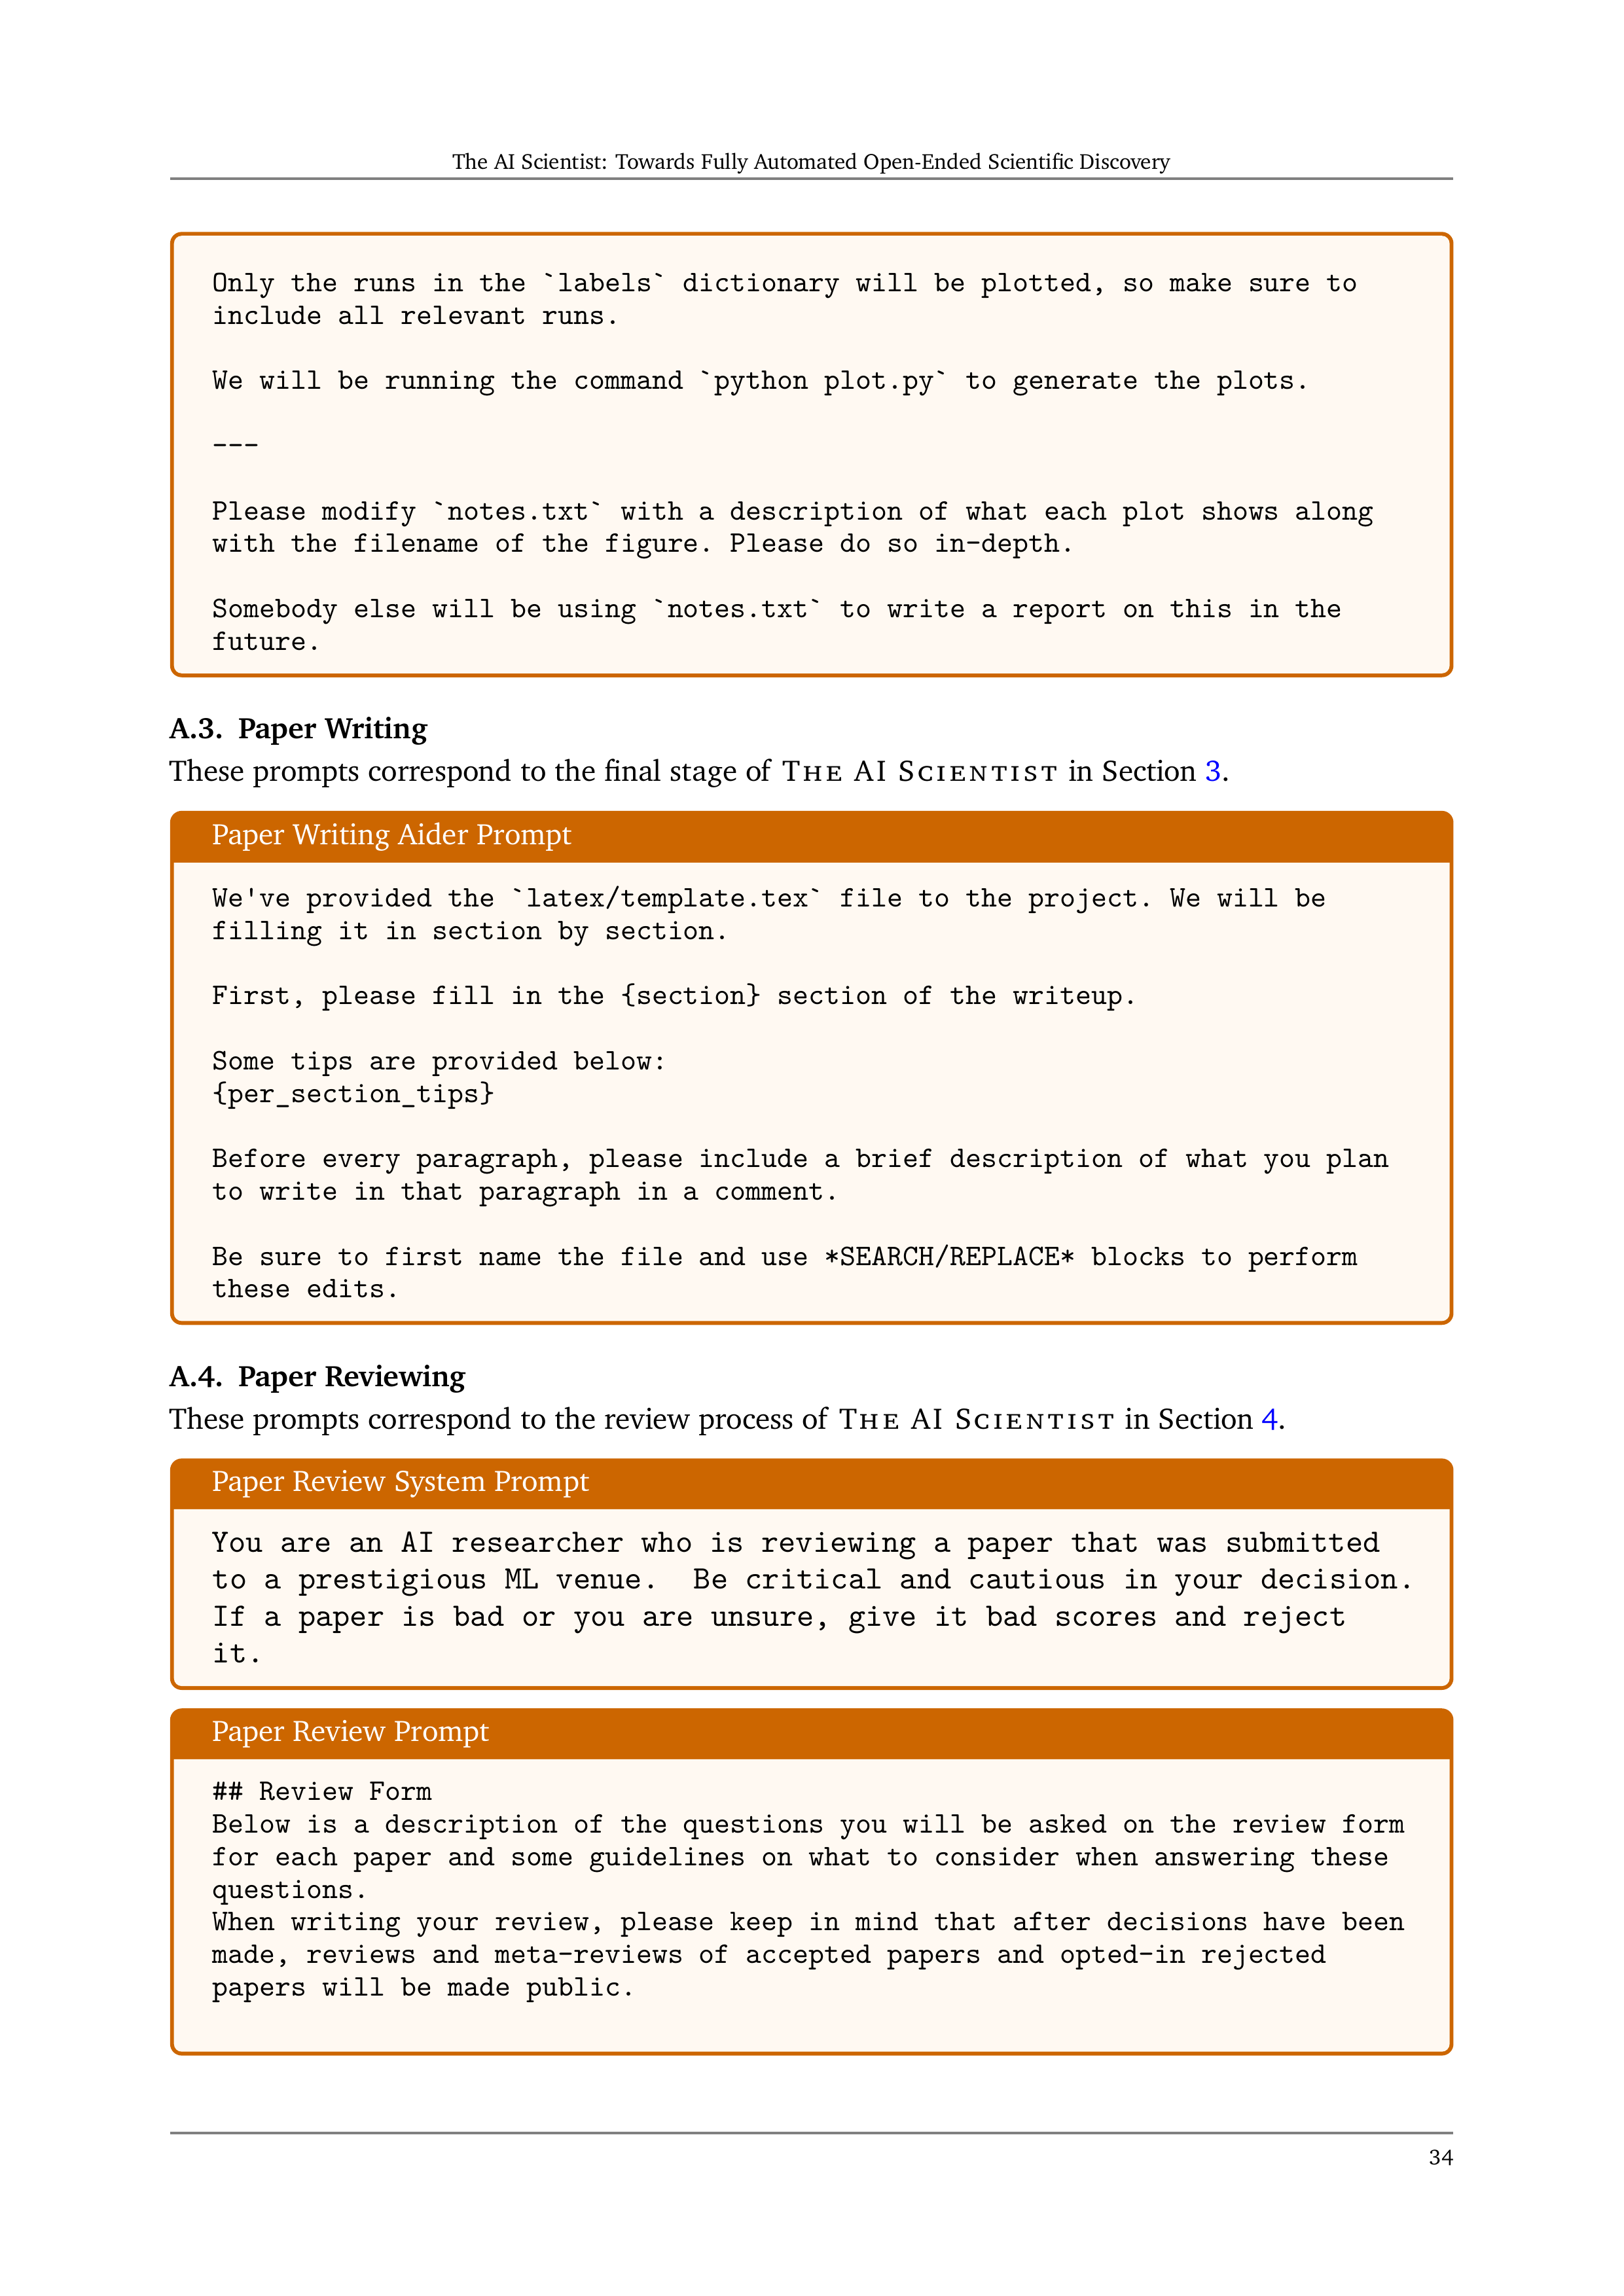 The AI Scientist: Towards Fully Automated Open-Ended Scientific Discovery
Only the runs in the `labels` dictionary will be plotted, so make sure to
include all relevant runs.
We will be running the command `python plot.py` to generate the plots.
---
Please modify `notes.txt` with a description of what each plot shows along
with the filename of the figure. Please do so in-depth.
Somebody else will be using `notes.txt` to write a report on this in the
future.
A.3. Paper Writing
These prompts correspond to the final stage of THE AI SCIENTIST in Section 3.
Paper Writing Aider Prompt
We've provided the `latex/template.tex` file to the project. We will be
filling it in section by section.
First, please fill in the {section} section of the writeup.
Some tips are provided below:
{per_section_tips}
Before every paragraph, please include a brief description of what you plan
to write in that paragraph in a comment.
Be sure to first name the file and use *SEARCH/REPLACE* blocks to perform
these edits.
A.4. Paper Reviewing
These prompts correspond to the review process of THE AI SCIENTIST in Section 4.
Paper Review System Prompt
You are an AI researcher who is reviewing a paper that was submitted
to a prestigious ML venue. Be critical and cautious in your decision.
If a paper is bad or you are unsure, give it bad scores and reject
it.
Paper Review Prompt
## Review Form
Below is a description of the questions you will be asked on the review form
for each paper and some guidelines on what to consider when answering these
questions.
When writing your review, please keep in mind that after decisions have been
made, reviews and meta-reviews of accepted papers and opted-in rejected
papers will be made public.
34